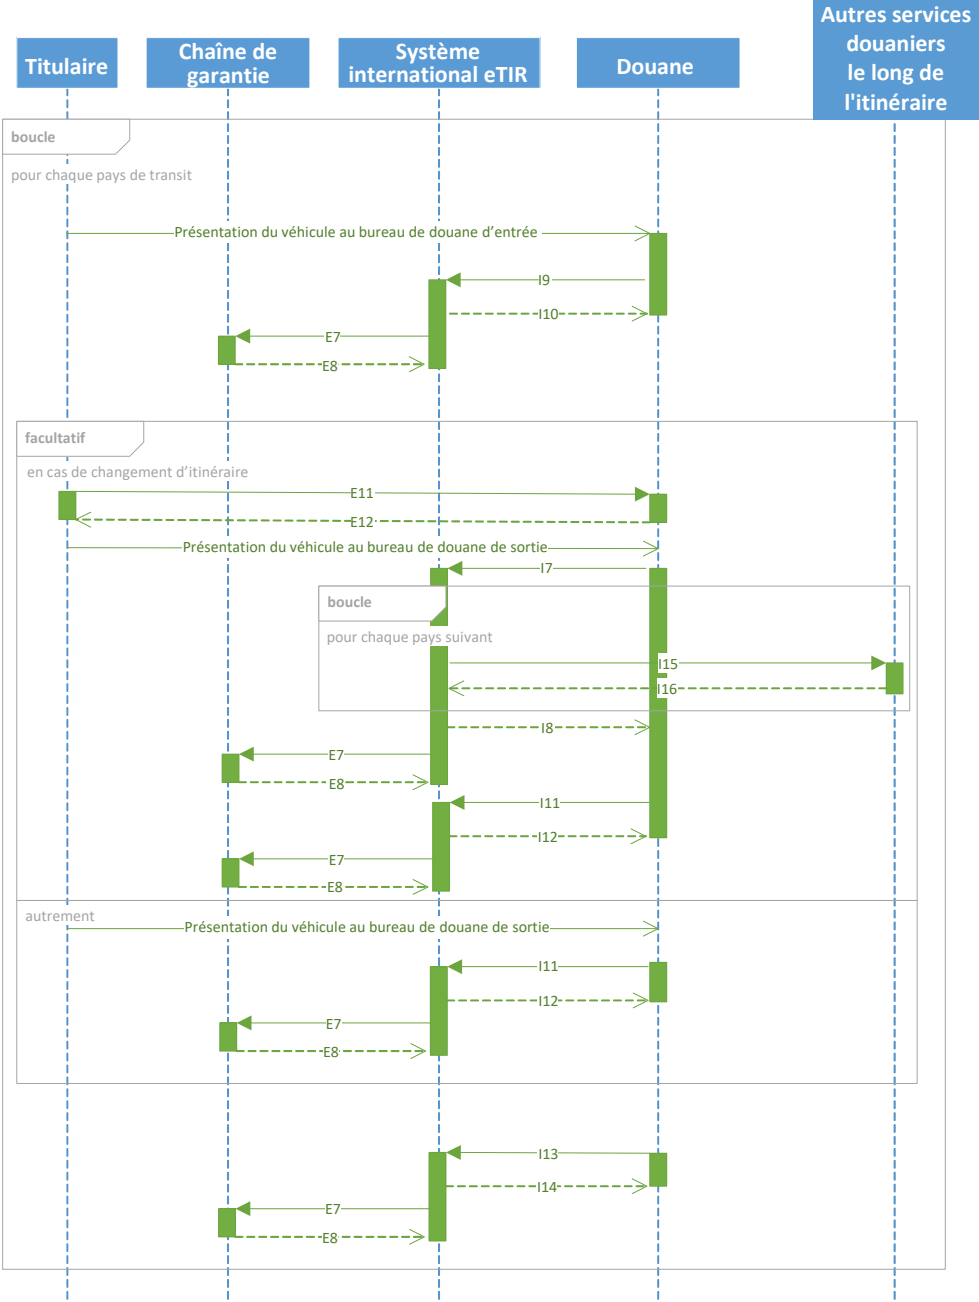 Titulaire
Chaîne de
garantie
Système
international eTIR
Douane
Autres services
douaniers
le long de
l'itinéraire
boucle
pour chaque pays de transit
Présentation du véhicule au bureau de douane d’entrée
I9
I10
E7
E8
facultatif
en cas de changement d’itinéraire
E11
E12
Présentation du véhicule au bureau de douane de sortie
I7
boucle
pour chaque pays suivant
I15
I16
I8
E7
E8
I11
I12
E7
E8
autrement
Présentation du véhicule au bureau de douane de sortie
I11
I12
E7
E8
I13
I14
E7
E8